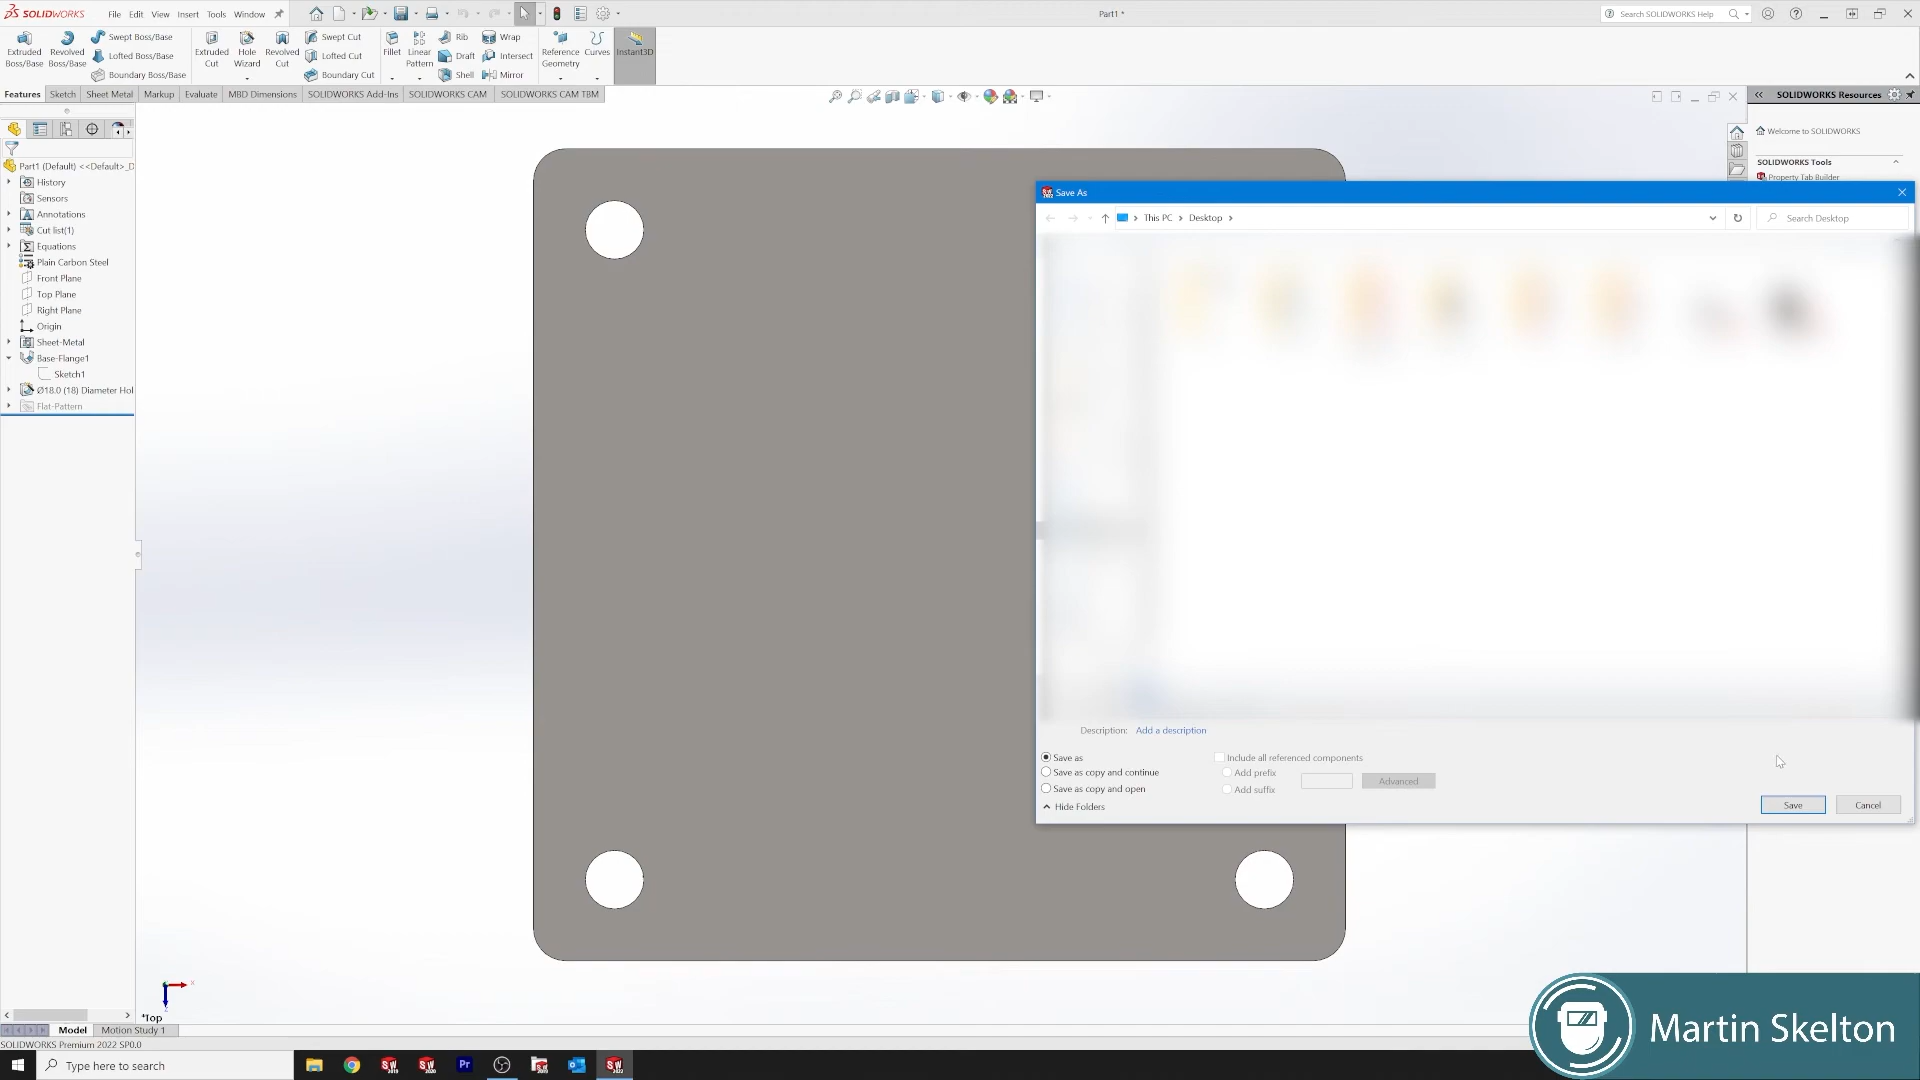 SOLIDWORKS File Edit View Insert Tools Window Part1 * Search SOLIDWORKS Help
Extruded Boss/Base Revolved Boss/Base Swept Boss/Base Lofted Boss/Base Boundary Boss/Base
Extruded Cut Hole Wizard Revolved Cut Swept Cut Lofted Cut Boundary Cut
Fillet Linear Pattern Rib Draft Shell Wrap Intersect Mirror
Reference Geometry Curves Instant3D
Features Sketch Sheet Metal Markup Evaluate MBD Dimensions SOLIDWORKS Add-Ins SOLIDWORKS CAM SOLIDWORKS CAM TBM
SOLIDWORKS Resources
Welcome to SOLIDWORKS
SOLIDWORKS Tools
Property Tab Builder
Part1 (Default) <<Default>_D
History
Sensors
Annotations
Cut list(1)
Equations
Plain Carbon Steel
Front Plane
Top Plane
Right Plane
Origin
Sheet-Metal
Base-Flange1
Sketch1
Ø18.0 (18) Diameter Hol
Flat-Pattern
Save As
This PC > Desktop > Search Desktop
Description: Add a description
Save as
Save as copy and continue
Save as copy and open
Include all referenced components
Add prefix
Add suffix
Advanced
Hide Folders
Save Cancel
*Top
Model Motion Study 1
SOLIDWORKS Premium 2022 SP0.0
Type here to search
Martin Skelton